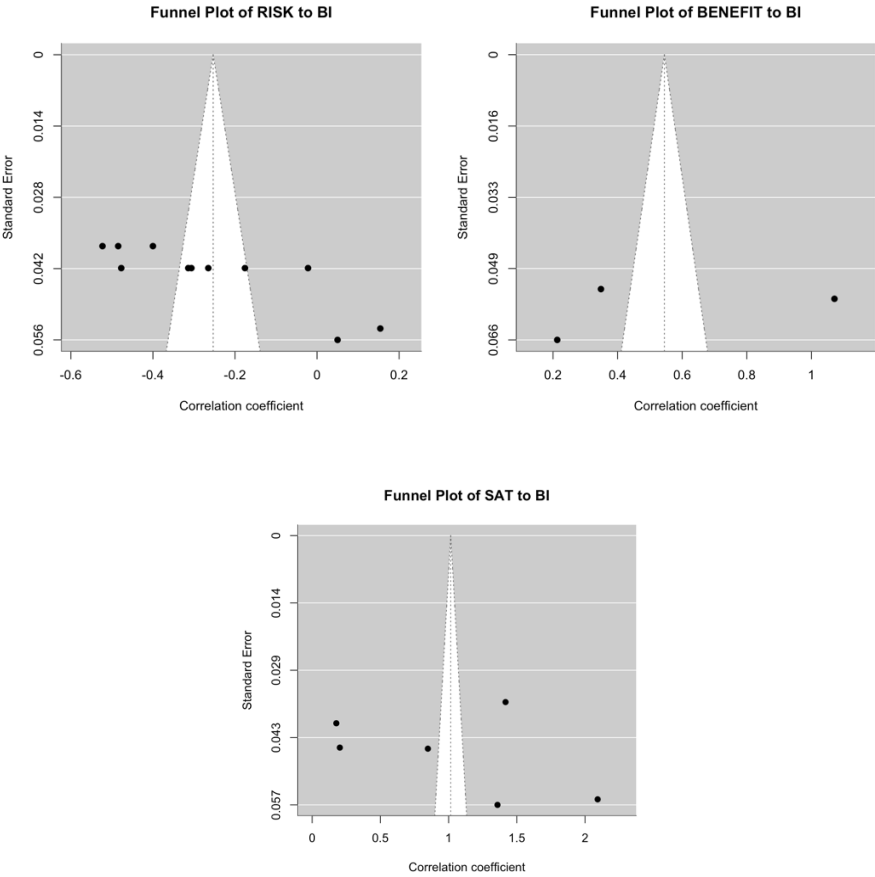 Funnel Plot of RISK to BI
0
0.014
0.028
0.042
0.056
Standard Error
-0.6 -0.4 -0.2 0 0.2
Correlation coefficient
Funnel Plot of BENEFIT to BI
0
0.016
0.033
0.049
0.066
Standard Error
0.2 0.4 0.6 0.8 1
Correlation coefficient
Funnel Plot of SAT to BI
0
0.014
0.029
0.043
0.057
Standard Error
0 0.5 1 1.5 2
Correlation coefficient